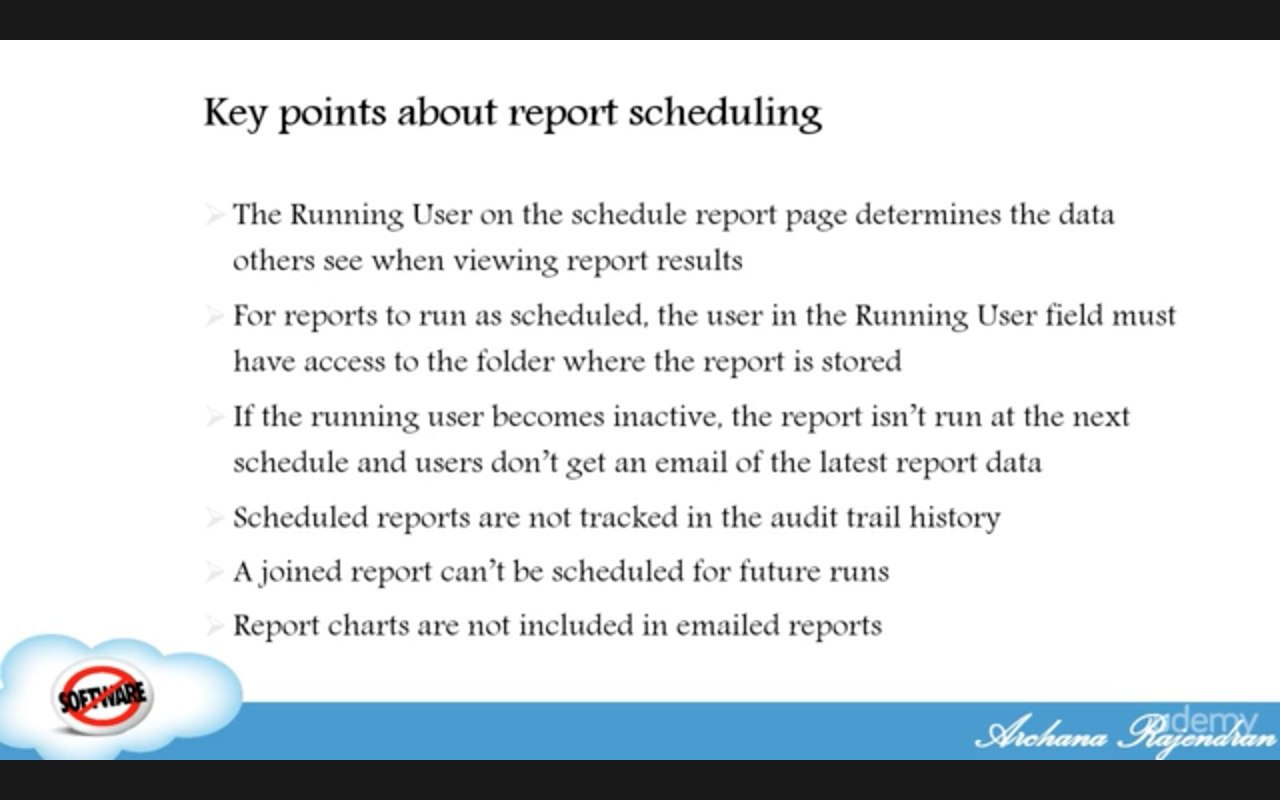 Key points about report scheduling
The Running User on the schedule report page determines the data
others see when viewing report results
For reports to run as scheduled, the user in the Running User field must
have access to the folder where the report is stored
If the running user becomes inactive, the report isn’t run at the next
schedule and users don’t get an email of the latest report data
Scheduled reports are not tracked in the audit trail history
A joined report can’t be scheduled for future runs
Report charts are not included in emailed reports
SOFTWARE
Archana Rajendran